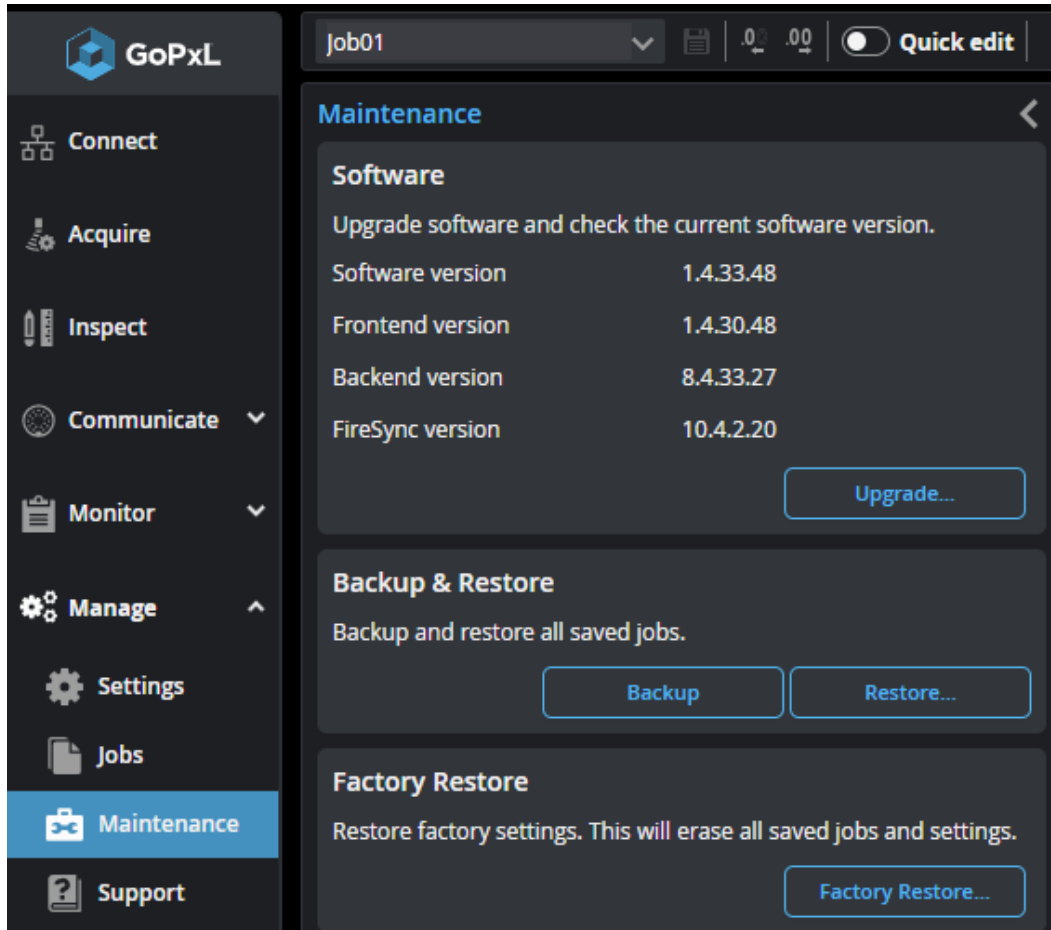 GoPxL
Connect
Acquire
Inspect
Communicate
Monitor
Manage
Settings
Jobs
Maintenance
Support
Job01
.0 .00 Quick edit
Maintenance
Software
Upgrade software and check the current software version.
Software version 1.4.33.48
Frontend version 1.4.30.48
Backend version 8.4.33.27
FireSync version 10.4.2.20
Upgrade...
Backup & Restore
Backup and restore all saved jobs.
Backup Restore...
Factory Restore
Restore factory settings. This will erase all saved jobs and settings.
Factory Restore...